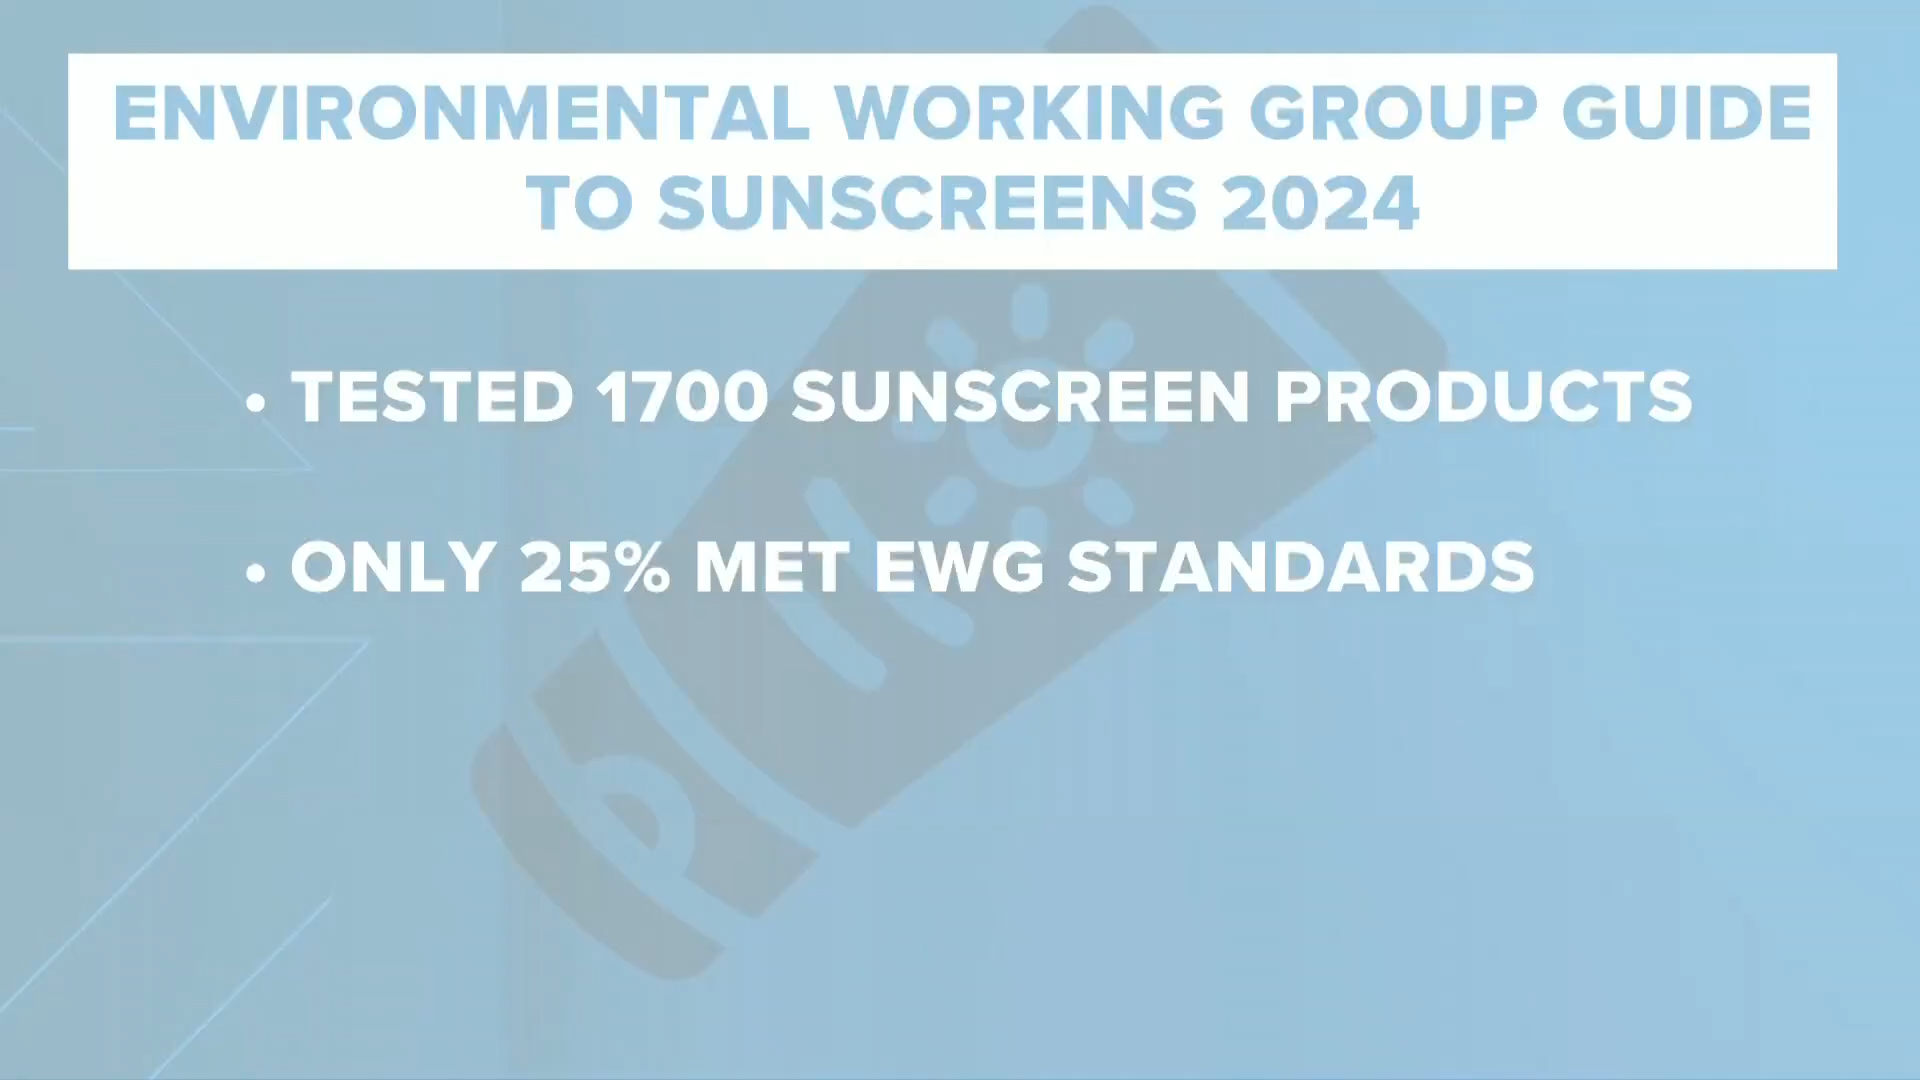 ENVIRONMENTAL WORKING GROUP GUIDE
TO SUNSCREENS 2024
• TESTED 1700 SUNSCREEN PRODUCTS
• ONLY 25% MET EWG STANDARDS